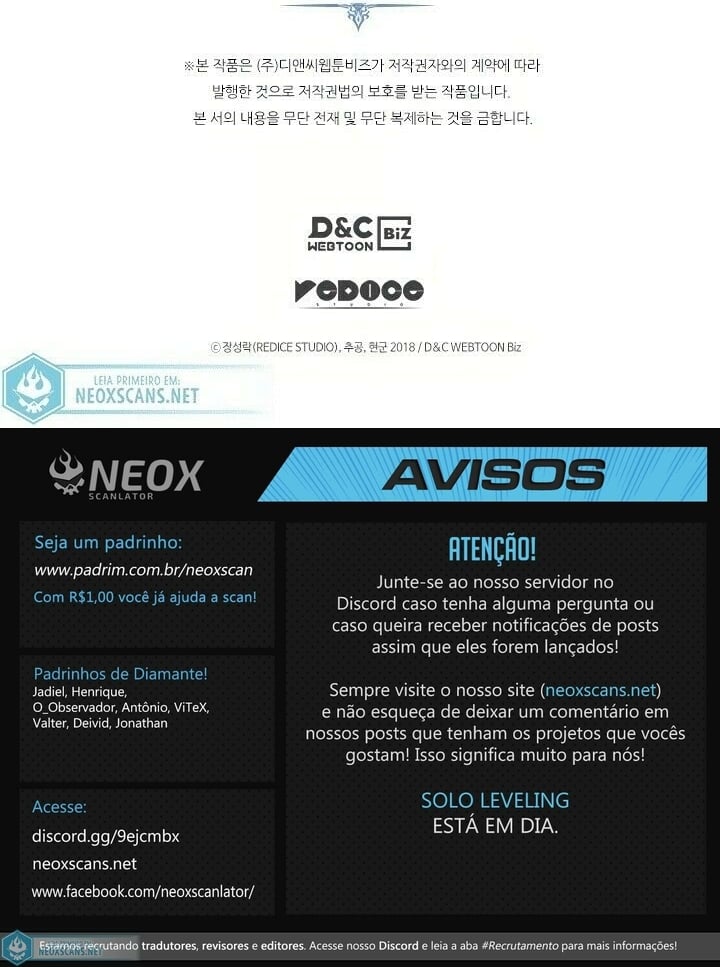 ※본 작품은 (주)디앤씨웹툰비즈가 저작권자와의 계약에 따라
발행한 것으로 저작권법의 보호를 받는 작품입니다.
본 서의 내용을 무단 전재 및 무단 복제하는 것을 금합니다.
D&C
WEBTOON
BiZ
REDICE
STUDIO
ⓒ장성락(REDICE STUDIO), 추공, 현군 2018 / D&C WEBTOON Biz
LEIA PRIMEIRO EM:
NEOXSCANS.NET
NEOX
SCANLATOR
AVISOS
Seja um padrinho:
www.padrim.com.br/neoxscan
Com R$1,00 você já ajuda a scan!
Padrinhos de Diamante!
Jadiel, Henrique,
O_Observador, Antônio, ViTeX,
Valter, Deivid, Jonathan
Acesse:
discord.gg/9ejcmbx
neoxscans.net
www.facebook.com/neoxscanlator/
ATENÇÃO!
Junte-se ao nosso servidor no
Discord caso tenha alguma pergunta ou
caso queira receber notificações de posts
assim que eles forem lançados!
Sempre visite o nosso site (neoxscans.net)
e não esqueça de deixar um comentário em
nossos posts que tenham os projetos que vocês
gostam! Isso significa muito para nós!
SOLO LEVELING
ESTÁ EM DIA.
Estamos recrutando tradutores, revisores e editores. Acesse nosso Discord e leia a aba #Recrutamento para mais informações!
NEOXSCANS.NET